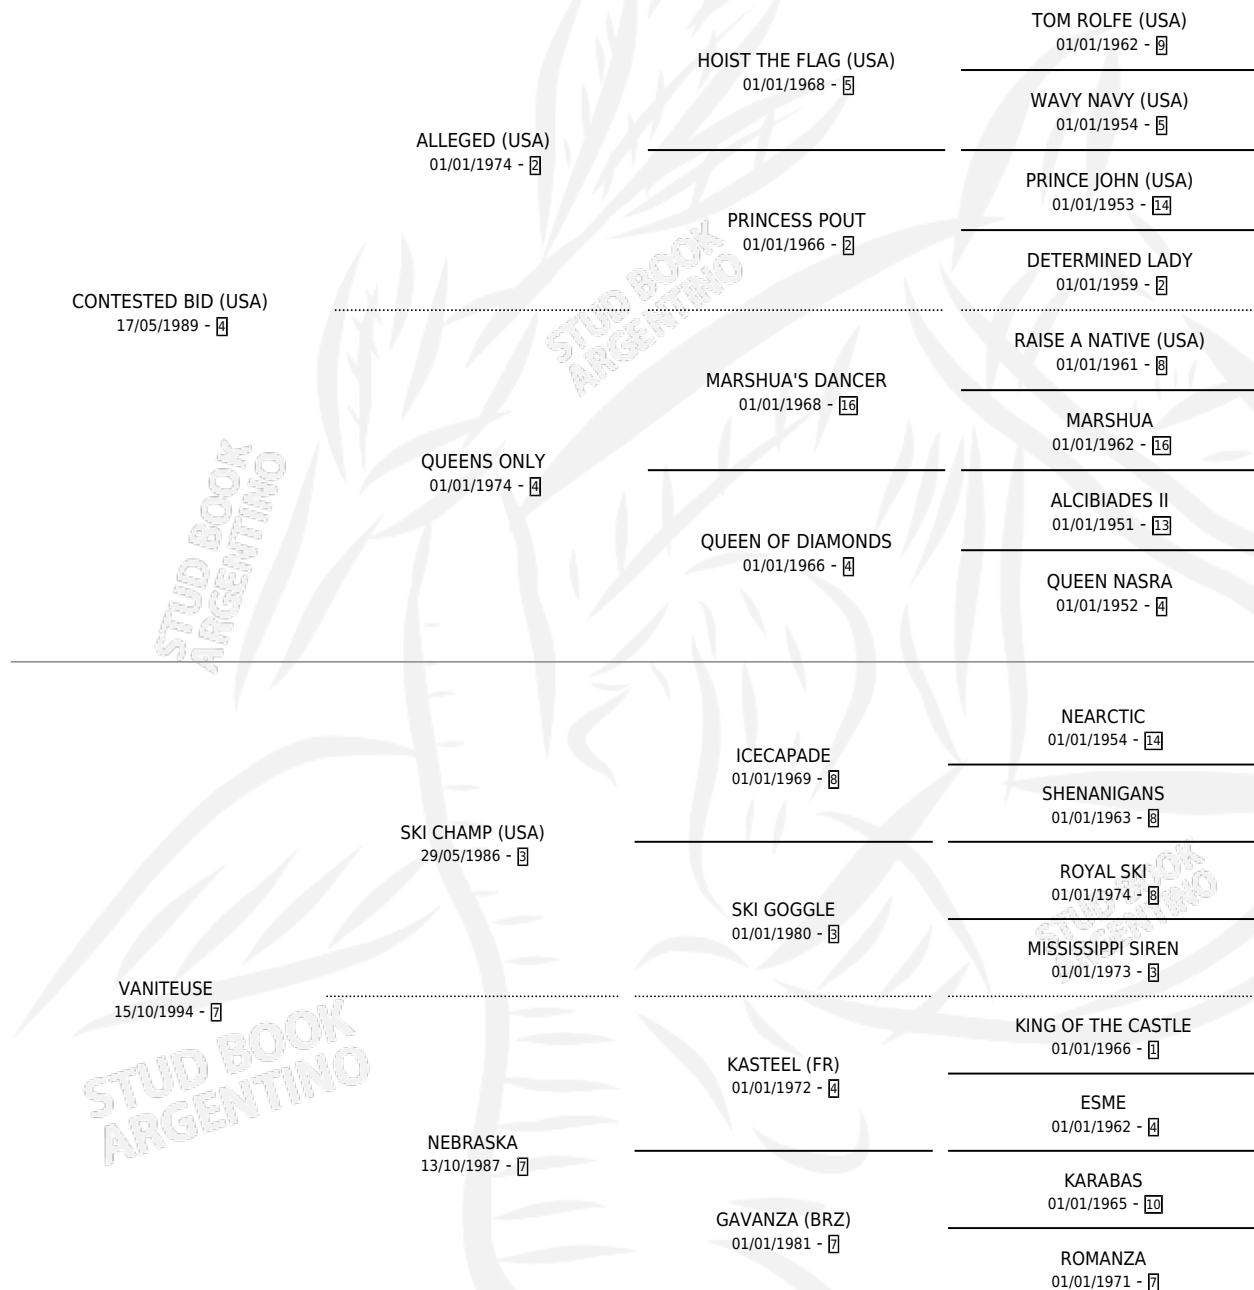 TOM ROLFE (USA)
01/01/1962 - 9
HOIST THE FLAG (USA)
01/01/1968 - 5
WAVY NAVY (USA)
01/01/1954 - 5
ALLEGED (USA)
01/01/1974 - 2
PRINCE JOHN (USA)
01/01/1953 - 14
PRINCESS POUT
01/01/1966 - 2
DETERMINED LADY
01/01/1959 - 2
CONTESTED BID (USA)
17/05/1989 - 4
RAISE A NATIVE (USA)
01/01/1961 - 8
MARSHUA'S DANCER
01/01/1968 - 16
MARSHUA
01/01/1962 - 16
QUEENS ONLY
01/01/1974 - 4
ALCIBIADES II
01/01/1951 - 13
QUEEN OF DIAMONDS
01/01/1966 - 4
QUEEN NASRA
01/01/1952 - 4
NEARCTIC
01/01/1954 - 14
ICECAPADE
01/01/1969 - 8
SHENANIGANS
01/01/1963 - 8
SKI CHAMP (USA)
29/05/1986 - 3
ROYAL SKI
01/01/1974 - 8
SKI GOGGLE
01/01/1980 - 3
MISSISSIPPI SIREN
01/01/1973 - 3
VANITEUSE
15/10/1994 - 7
KING OF THE CASTLE
01/01/1966 - 1
KASTEEL (FR)
01/01/1972 - 4
ESME
01/01/1962 - 4
NEBRASKA
13/10/1987 - 7
KARABAS
01/01/1965 - 10
GAVANZA (BRZ)
01/01/1981 - 7
ROMANZA
01/01/1971 - 7
STUD BOOK
ARGENTINO
STUD BOOK
ARGENTINO
STUD BOOK
ARGENTINO
STUD BOOK
ARGENTINO